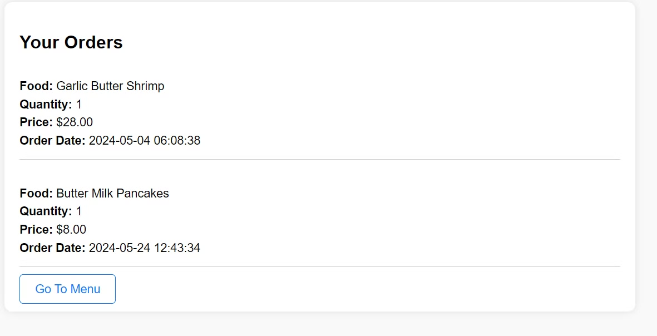 Your Orders
Food: Garlic Butter Shrimp
Quantity: 1
Price: $28.00
Order Date: 2024-05-04 06:08:38
Food: Butter Milk Pancakes
Quantity: 1
Price: $8.00
Order Date: 2024-05-24 12:43:34
Go To Menu